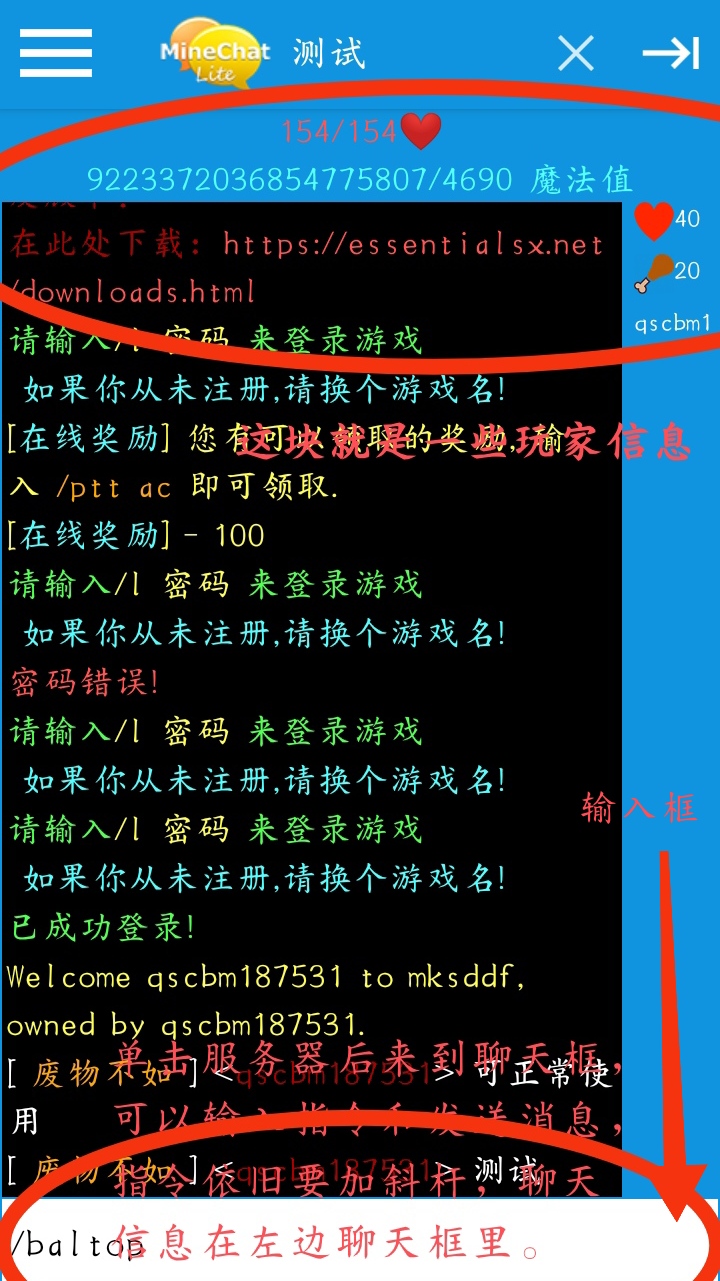 MineChat
Lite
测试
154/154
9223372036854775807/4690 魔法值
40
20
qscbm1
在此处下载: https://essentialsx.net
/downloads.html
请输入/l 密码 来登录游戏
如果你从未注册,请换个游戏名!
[在线奖励] 您有可以领取的奖励,输
入 /ptt ac 即可领取.
这块就是一些玩家信息
[在线奖励] - 100
请输入/l 密码 来登录游戏
如果你从未注册,请换个游戏名!
密码错误!
请输入/l 密码 来登录游戏
如果你从未注册,请换个游戏名!
输入框
请输入/l 密码 来登录游戏
如果你从未注册,请换个游戏名!
已成功登录!
Welcome qscbm187531 to mksddf,
owned by qscbm187531.
[ 废物不如 ] <qscbm187531> 可正常使
用
[ 废物不如 ] <qscbm187531> 测试
单击服务器后来到聊天框，
可以输入指令和发送消息，
指令依旧要加斜杆，聊天
信息在左边聊天框里。
/baltop